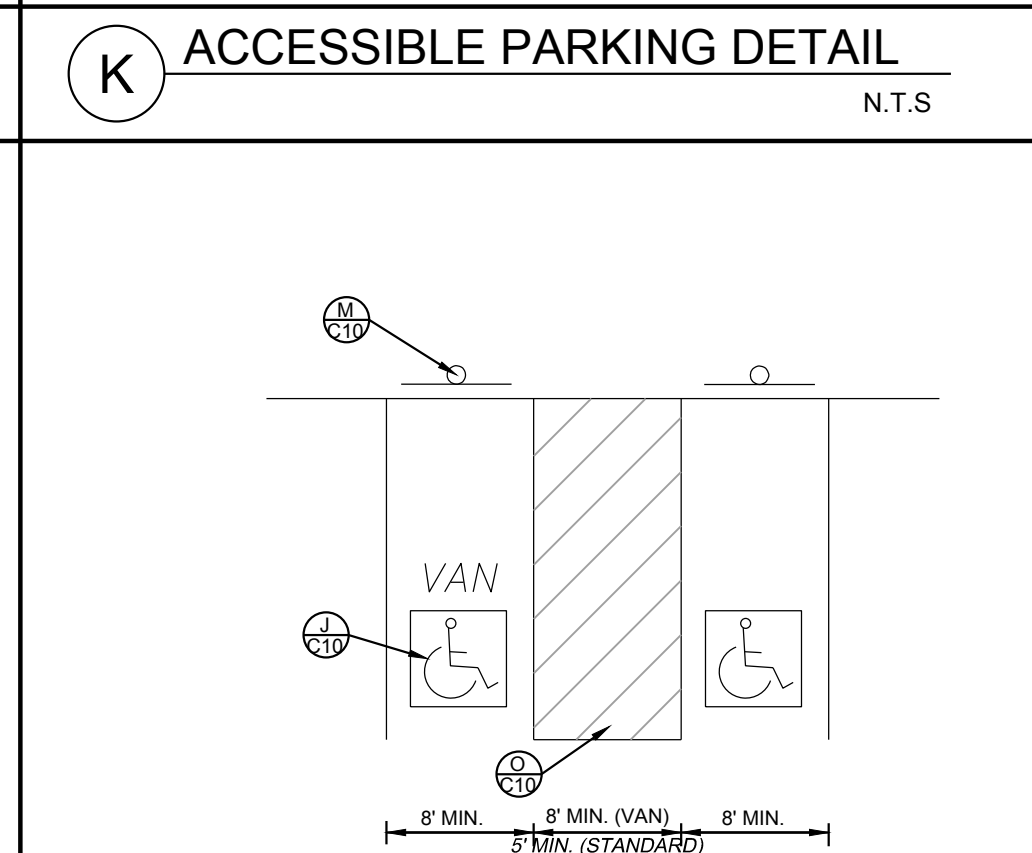 K
ACCESSIBLE PARKING DETAIL
N.T.S
M
C10
VAN
J
C10
O
C10
8' MIN.
8' MIN. (VAN)
8' MIN.
5' MIN. (STANDARD)